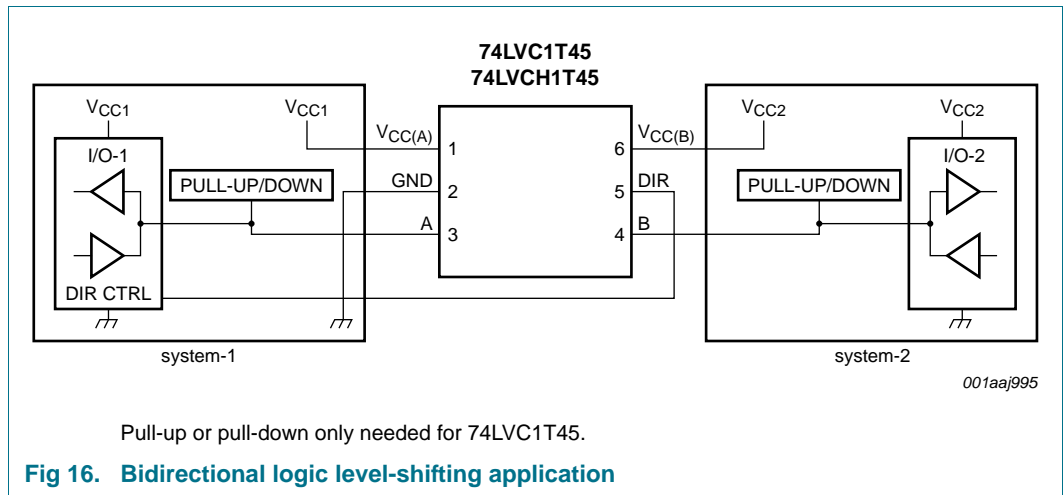 74LVC1T45
74LVCH1T45
VCC1
VCC1
VCC(A)
1
I/O-1
PULL-UP/DOWN
GND
2
A
3
DIR CTRL
system-1
6
VCC(B)
5
DIR
4
B
VCC2
VCC2
I/O-2
PULL-UP/DOWN
system-2
001aaj995
Pull-up or pull-down only needed for 74LVC1T45.
Fig 16. Bidirectional logic level-shifting application